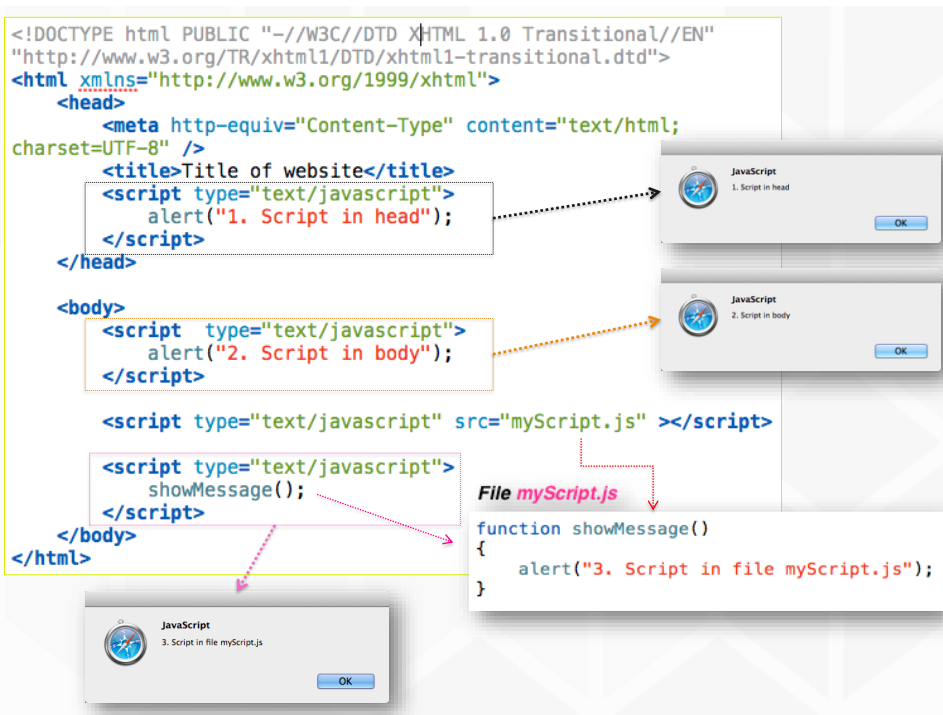 <!DOCTYPE html PUBLIC "-//W3C//DTD XHTML 1.0 Transitional//EN"
"http://www.w3.org/TR/xhtml1/DTD/xhtml1-transitional.dtd">
<html xmlns="http://www.w3.org/1999/xhtml">
    <head>
        <meta http-equiv="Content-Type" content="text/html;
charset=UTF-8" />
        <title>Title of website</title>
        <script type="text/javascript">
            alert("1. Script in head");
        </script>
    </head>

    <body>
        <script  type="text/javascript">
            alert("2. Script in body");
        </script>

        <script type="text/javascript" src="myScript.js" ></script>

        <script type="text/javascript">
            showMessage();
        </script>
    </body>
</html>
JavaScript
1. Script in head
OK
JavaScript
2. Script in body
OK
File myScript.js
function showMessage()
{
    alert("3. Script in file myScript.js");
}
JavaScript
3. Script in file myScript.js
OK